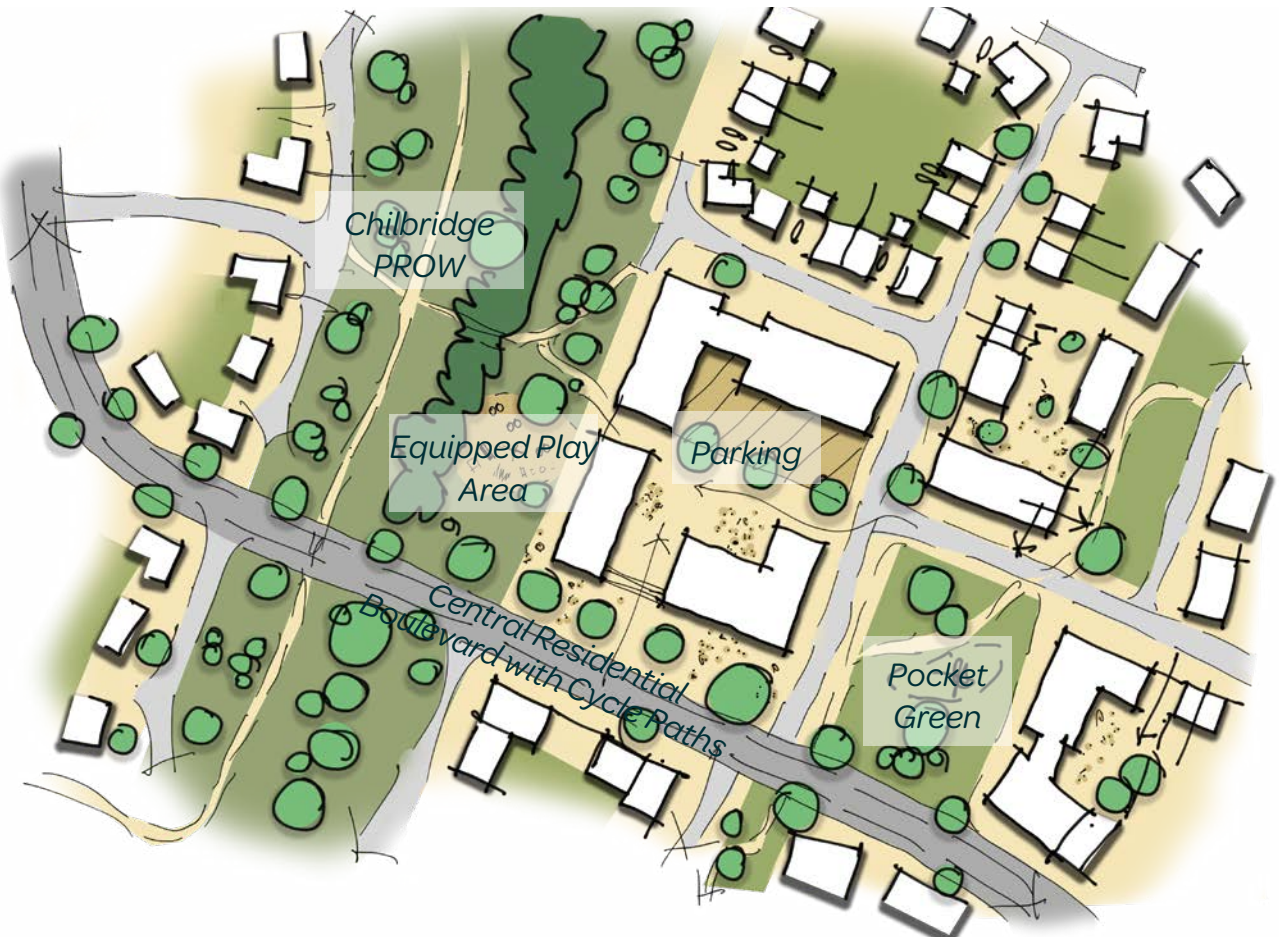 Chilbridge
PROW
Equipped Play
Area
Parking
Central Residential
Boulevard with Cycle Paths
Pocket
Green